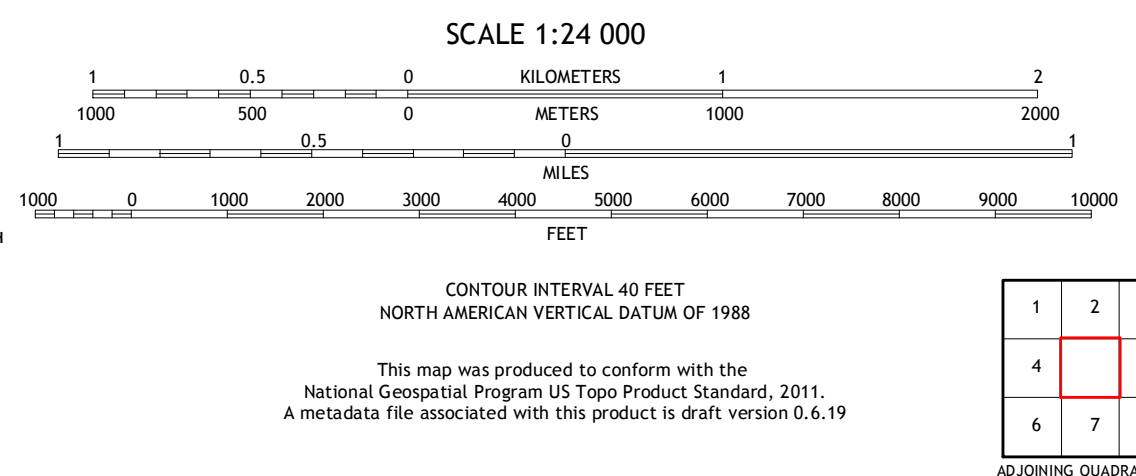 SCALE 1:24 000
1 0.5 0 KILOMETERS 1 2
1000 500 0 METERS 1000 2000
1 0.5 0 1
MILES
1000 0 1000 2000 3000 4000 5000 6000 7000 8000 9000 10000
FEET
H
CONTOUR INTERVAL 40 FEET
NORTH AMERICAN VERTICAL DATUM OF 1988
This map was produced to conform with the
National Geospatial Program US Topo Product Standard, 2011.
A metadata file associated with this product is draft version 0.6.19
1 2
4
6 7
ADJOINING QUADRA